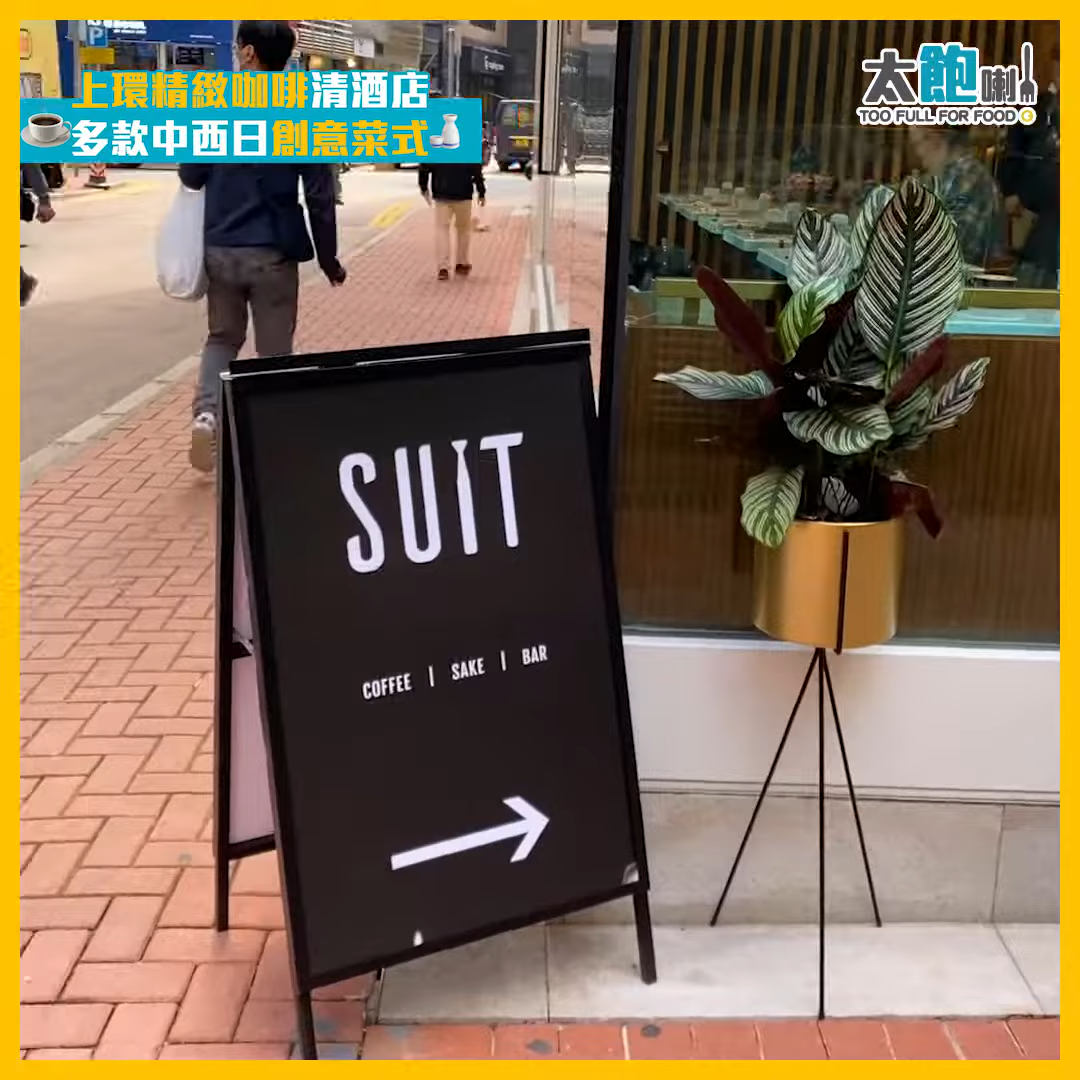 上環精緻咖啡清酒店
多款中西日創意菜式
太飽喇
TOO FULL FOR FOOD
P
SUIT
COFFEE | SAKE | BAR